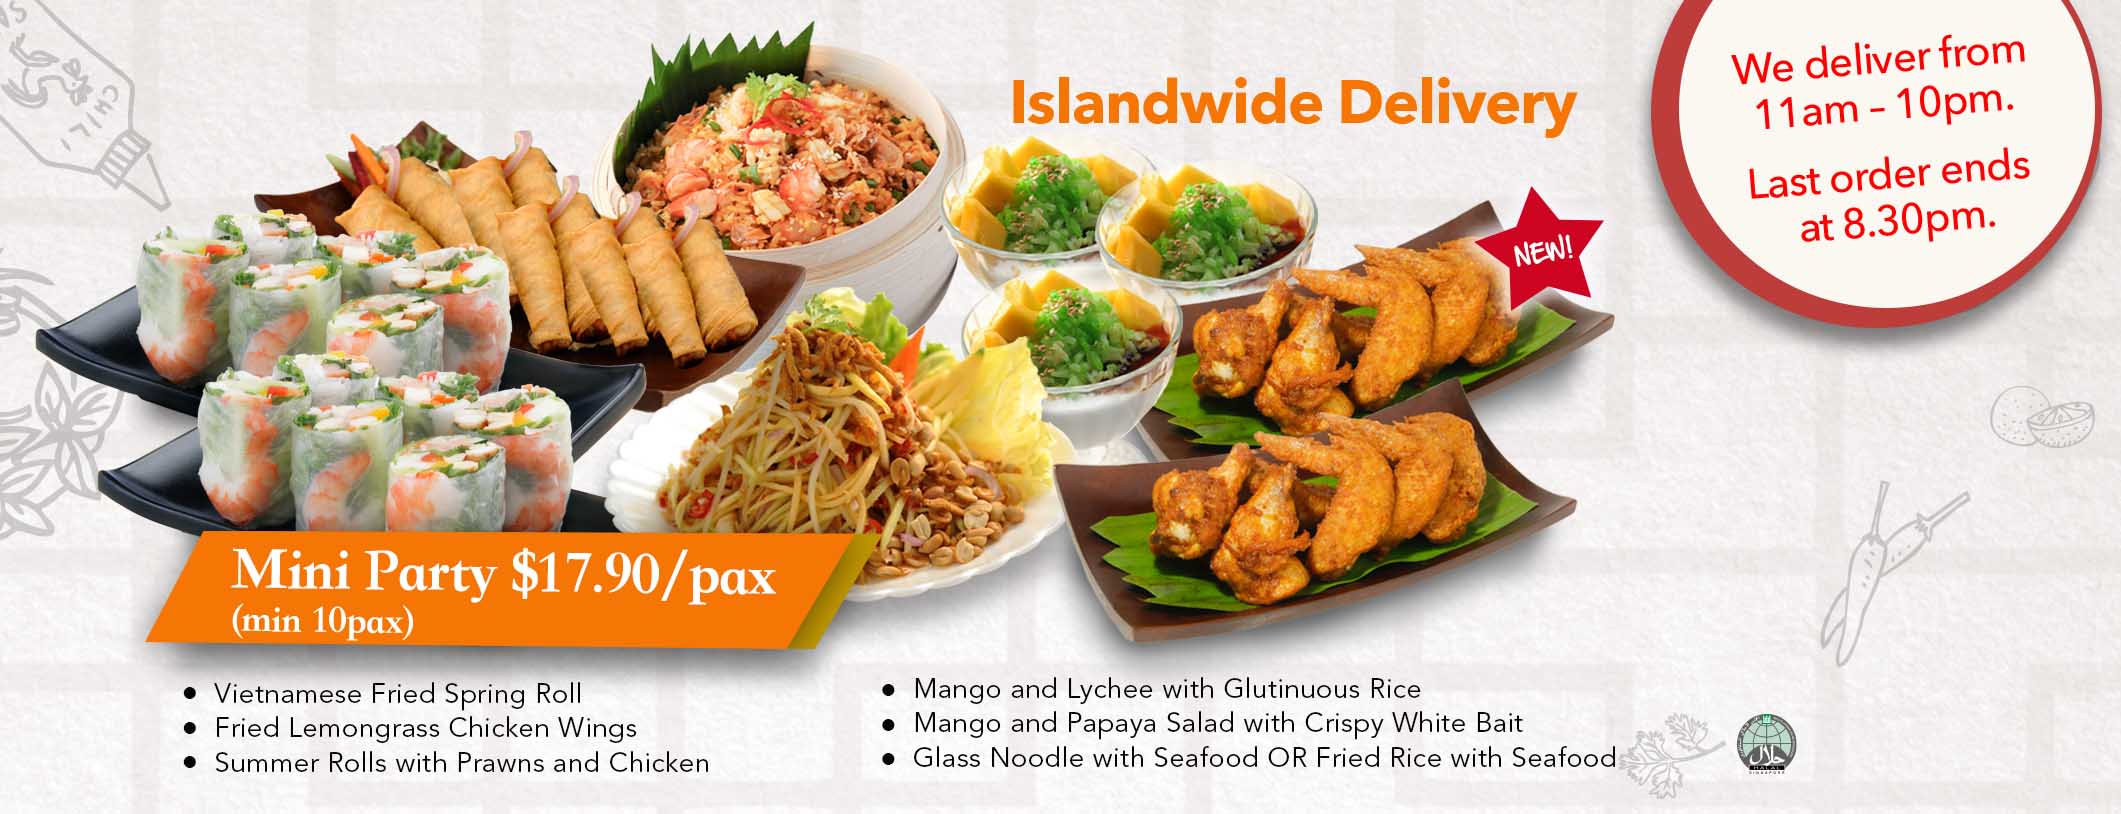 Islandwide Delivery
We deliver from
11am – 10pm.
Last order ends
at 8.30pm.
NEW!
Mini Party $17.90/pax
(min 10pax)
• Vietnamese Fried Spring Roll
• Fried Lemongrass Chicken Wings
• Summer Rolls with Prawns and Chicken
• Mango and Lychee with Glutinuous Rice
• Mango and Papaya Salad with Crispy White Bait
• Glass Noodle with Seafood OR Fried Rice with Seafood
حلال
HALAL
SINGAPORE